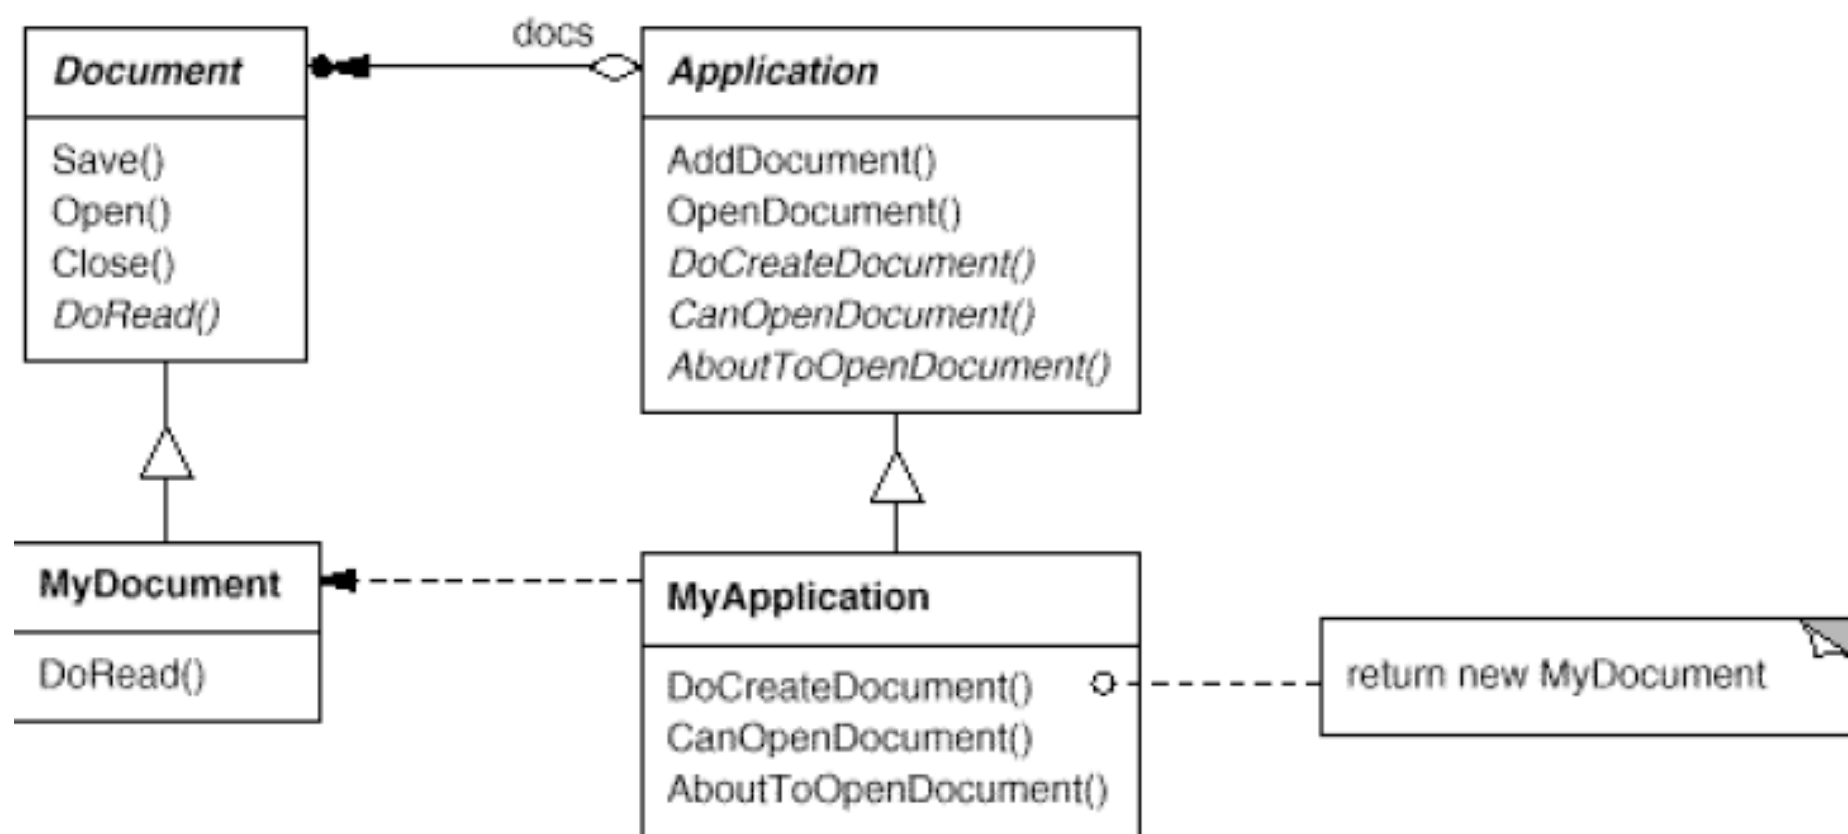 docs
Document
Save()
Open()
Close()
DoRead()
Application
AddDocument()
OpenDocument()
DoCreateDocument()
CanOpenDocument()
AboutToOpenDocument()
MyDocument
DoRead()
MyApplication
DoCreateDocument()
CanOpenDocument()
AboutToOpenDocument()
return new MyDocument